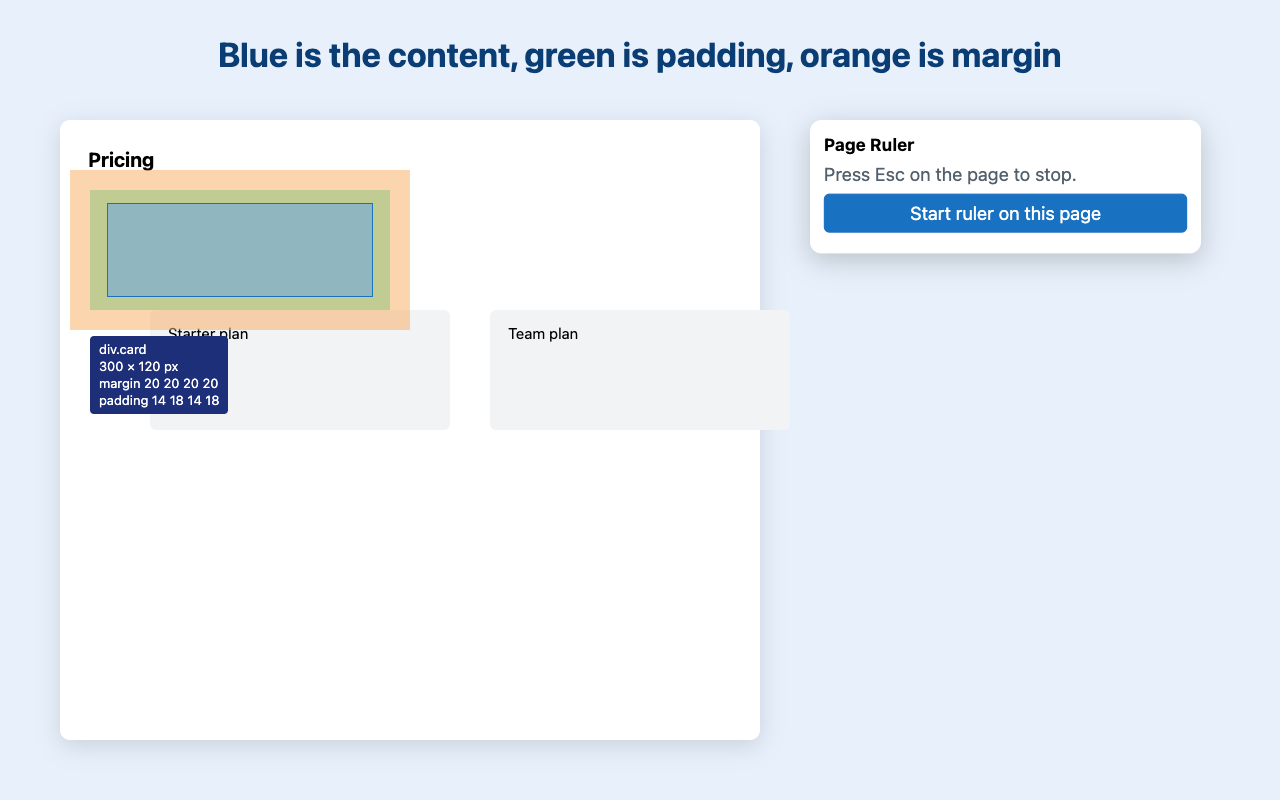 Blue is the content, green is padding, orange is margin
Pricing
Starter plan
Team plan
div.card
300 × 120 px
margin 20 20 20 20
padding 14 18 14 18
Page Ruler
Press Esc on the page to stop.
Start ruler on this page